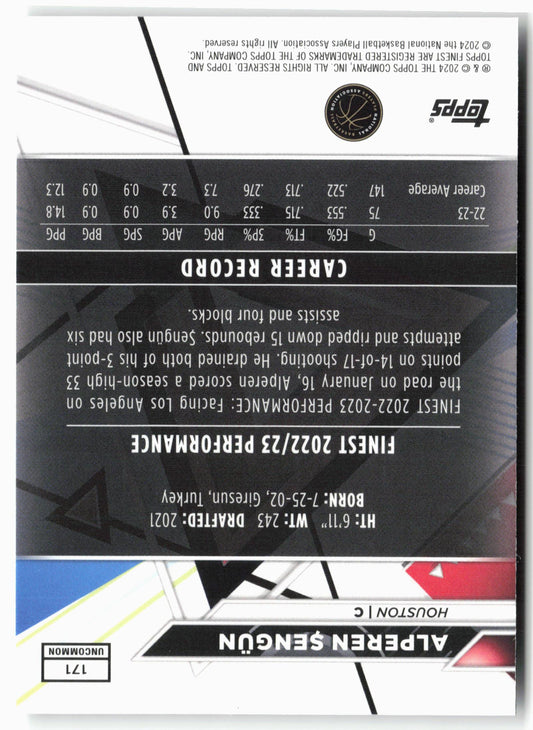 171
UNCOMMON
ALPEREN ŞENGÜN
HOUSTON | C
HT: 6'11" WT: 243 DRAFTED: 2021
BORN: 7-25-02, Giresun, Turkey
FINEST 2022/23 PERFORMANCE
FINEST 2022-2023 PERFORMANCE: Facing Los Angeles on
the road on January 16, Alperen scored a season-high 33
points on 14-of-17 shooting. He drained both of his 3-point
attempts and ripped down 15 rebounds. Şengün also had six
assists and four blocks.
CAREER RECORD
G FG% FT% 3P% RPG APG SPG BPG PPG
22-23 75 .553 .715 .333 9.0 3.9 0.9 0.9 14.8
Career Average 147 .522 .713 .276 7.3 3.2 0.9 0.9 12.3
topps®
NATIONAL BASKETBALL PLAYERS ASSOCIATION
® & © 2024 THE TOPPS COMPANY, INC. ALL RIGHTS RESERVED. TOPPS AND
TOPPS FINEST ARE REGISTERED TRADEMARKS OF THE TOPPS COMPANY, INC.
© 2024 the National Basketball Players Association. All rights reserved.